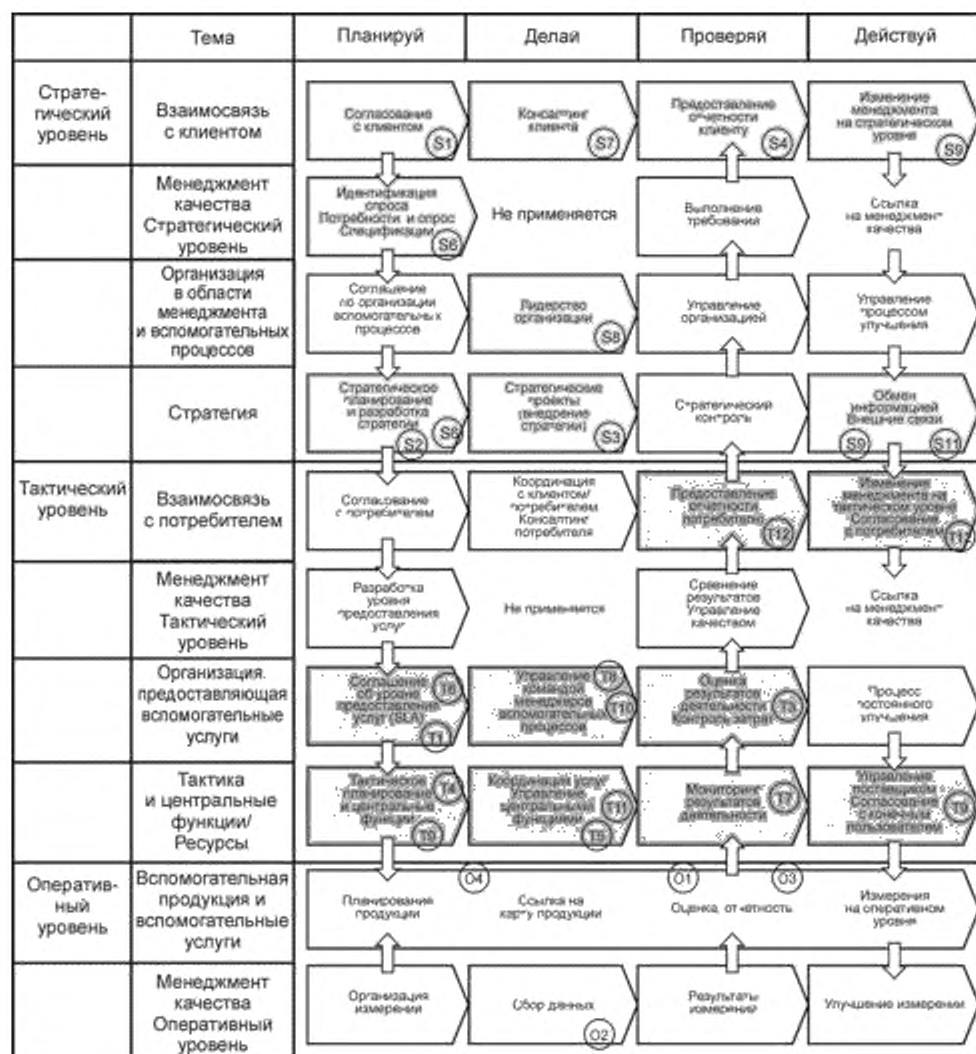 Тема
Планируй
Делай
Проверяй
Действуй
Страте-
гический
уровень
Взаимосвязь
с клиентом
Согласование
с клиентом
S1
Консалтинг
клиента
S7
Предоставление
отчетности
клиенту
S4
Изменение
менеджмента
на стратегическом
уровне
S9
Менеджмент
качества
Стратегический
уровень
Идентификация
спроса
Потребности и спрос
Спецификации
S6
Не применяется
Выполнение
требований
Ссылка
на менеджмент
качества
Организация
в области
менеджмента
и вспомогательных
процессов
Соглашение
по организации
вспомогательных
процессов
Лидерство
организации
S8
Управление
организацией
Управление
процессом
улучшения
Стратегия
Стратегическое
планирование
и разработка
стратегии
S2
Стратегические
проекты
(внедрение
стратегии)
S3
Стратегический
контроль
Обмен
информацией
Внешние связи
S9
S11
Тактический
уровень
Взаимосвязь
с потребителем
Согласование
с потребителем
Координация
с клиентом/
потребителем
Консалтинг
потребителя
Предоставление
отчетности
потребителю
T12
Изменение
менеджмента на
тактическом уровне
Согласование
с потребителем
Менеджмент
качества
Тактический
уровень
Разработка
уровня
предоставления
услуг
Не применяется
Сравнение
результатов
Управление
качеством
Ссылка
на менеджмент
качества
Организация.
предоставляющая
вспомогательные
услуги
Соглашение
об уровне
предоставления
услуг (SLA)
T6
T1
Управление
командой
менеджеров
вспомогательных
процессов
T8
T10
Оценка
результатов
деятельности
Контроль затрат
T3
Процесс
постоянного
улучшения
Тактика
и центральные
функции/
Ресурсы
Тактическое
планирование
и центральные
функции
T4
T9
Координация услуг
Управление
центральными
функциями
T11
T5
Мониторинг
результатов
деятельности
T7
Управление
поставщиком
Согласование
с конечным
пользователем
T9
Оператив-
ный
уровень
Вспомогательная
продукция и
вспомогательные
услуги
Планирование
продукции
O4
Ссылка на
карту продукции
O1
O3
Оценка, отчетность
Измерения
на оперативном
уровне
Менеджмент
качества
Оперативный
уровень
Организация
измерений
Сбор данных
O2
Результаты
измерений
Улучшение измерений